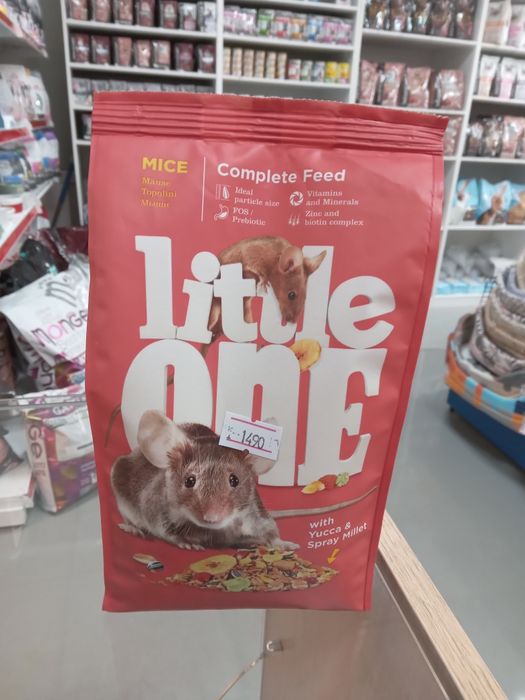 MICE
Mause
Topolini
Мыши
Complete Feed
Ideal
particle size
FOS /
Prebiotic
Vitamins
and Minerals
Zinc and
biotin complex
little
one
1490
with
Yucca &
Spray Millet
monge